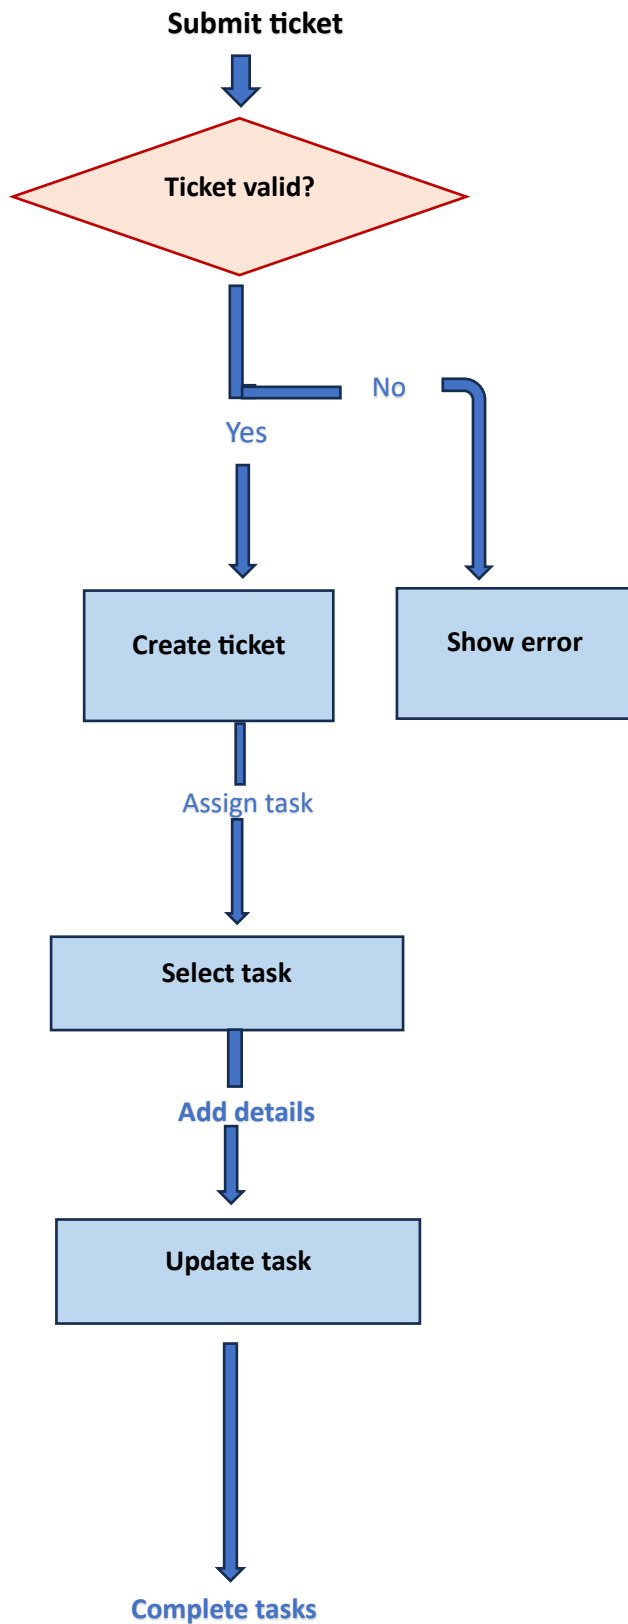 Submit ticket
Ticket valid?
No
Yes
Create ticket
Show error
Assign task
Select task
Add details
Update task
Complete tasks